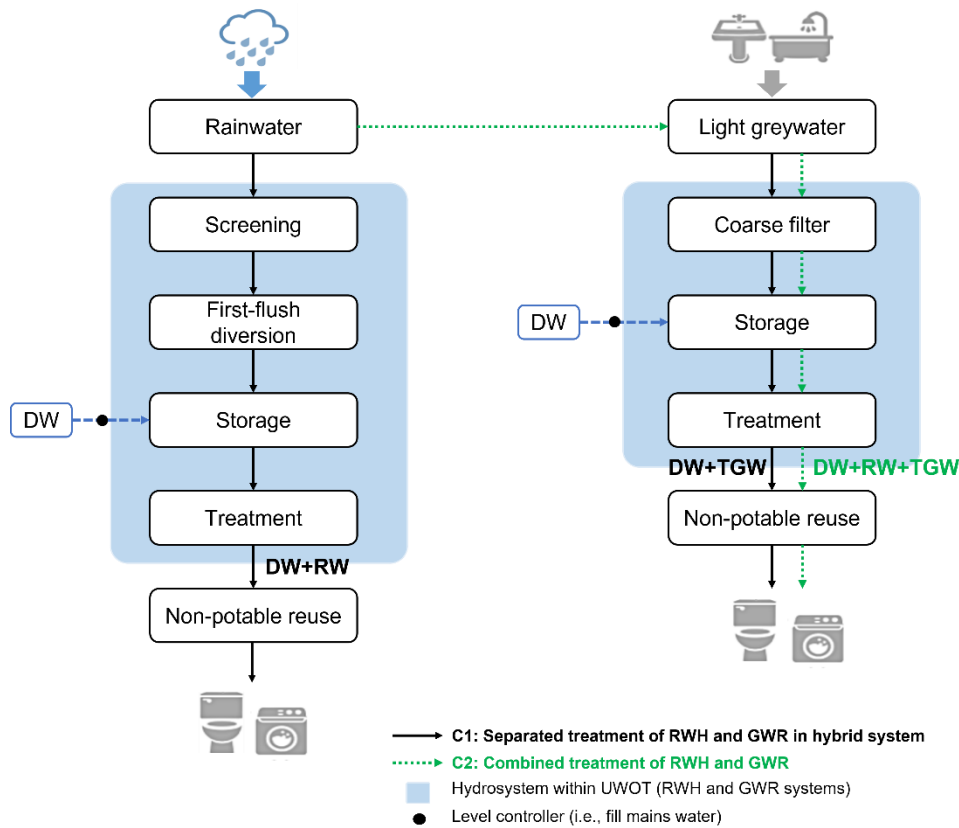 Rainwater
Screening
First-flush
diversion
DW
Storage
Treatment
DW+RW
Non-potable reuse
Light greywater
Coarse filter
DW
Storage
Treatment
DW+TGW
DW+RW+TGW
Non-potable reuse
C1: Separated treatment of RWH and GWR in hybrid system
C2: Combined treatment of RWH and GWR
Hydrosystem within UWOT (RWH and GWR systems)
Level controller (i.e., fill mains water)